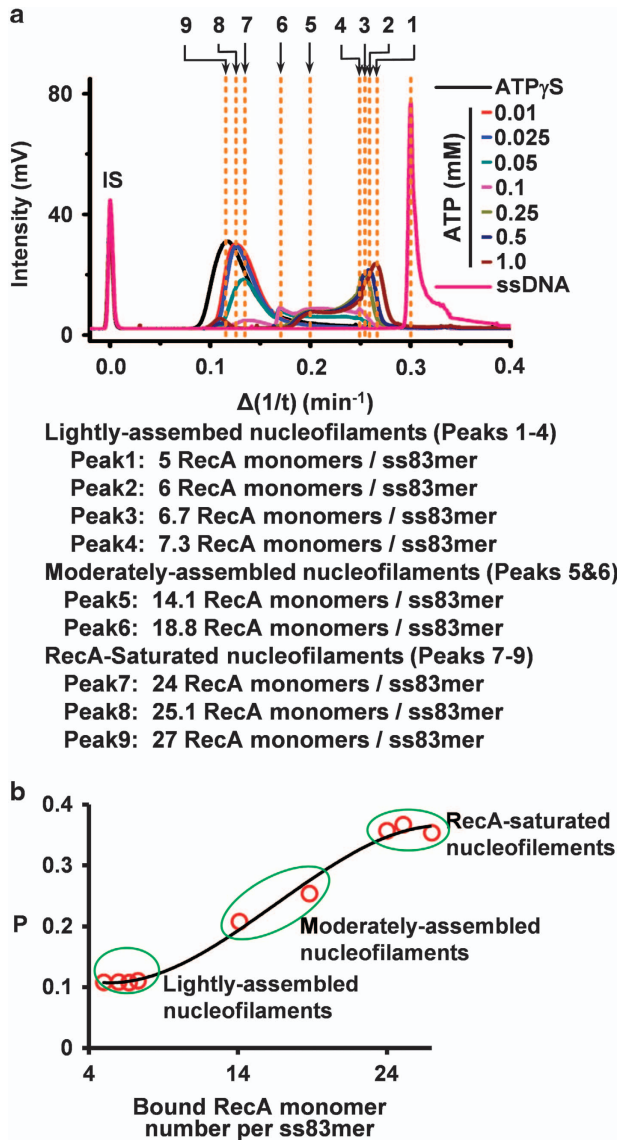 a
9 8 7 6 5 4 3 2 1
80
40
0
Intensity (mV)
IS
ATPγS
0.01
0.025
0.05
0.1
0.25
0.5
1.0
ATP (mM)
ssDNA
0.0 0.1 0.2 0.3 0.4
Δ(1/t) (min-1)
Lightly-assembed nucleofilaments (Peaks 1-4)
Peak1: 5 RecA monomers / ss83mer
Peak2: 6 RecA monomers / ss83mer
Peak3: 6.7 RecA monomers / ss83mer
Peak4: 7.3 RecA monomers / ss83mer
Moderately-assembled nucleofilaments (Peaks 5&6)
Peak5: 14.1 RecA monomers / ss83mer
Peak6: 18.8 RecA monomers / ss83mer
RecA-Saturated nucleofilaments (Peaks 7-9)
Peak7: 24 RecA monomers / ss83mer
Peak8: 25.1 RecA monomers / ss83mer
Peak9: 27 RecA monomers / ss83mer
b
0.4
0.3
0.2
0.1
0
P
RecA-saturated
nucleofilements
Moderately-assembled
nucleofilaments
Lightly-assembled
nucleofilaments
4 14 24
Bound RecA monomer
number per ss83mer